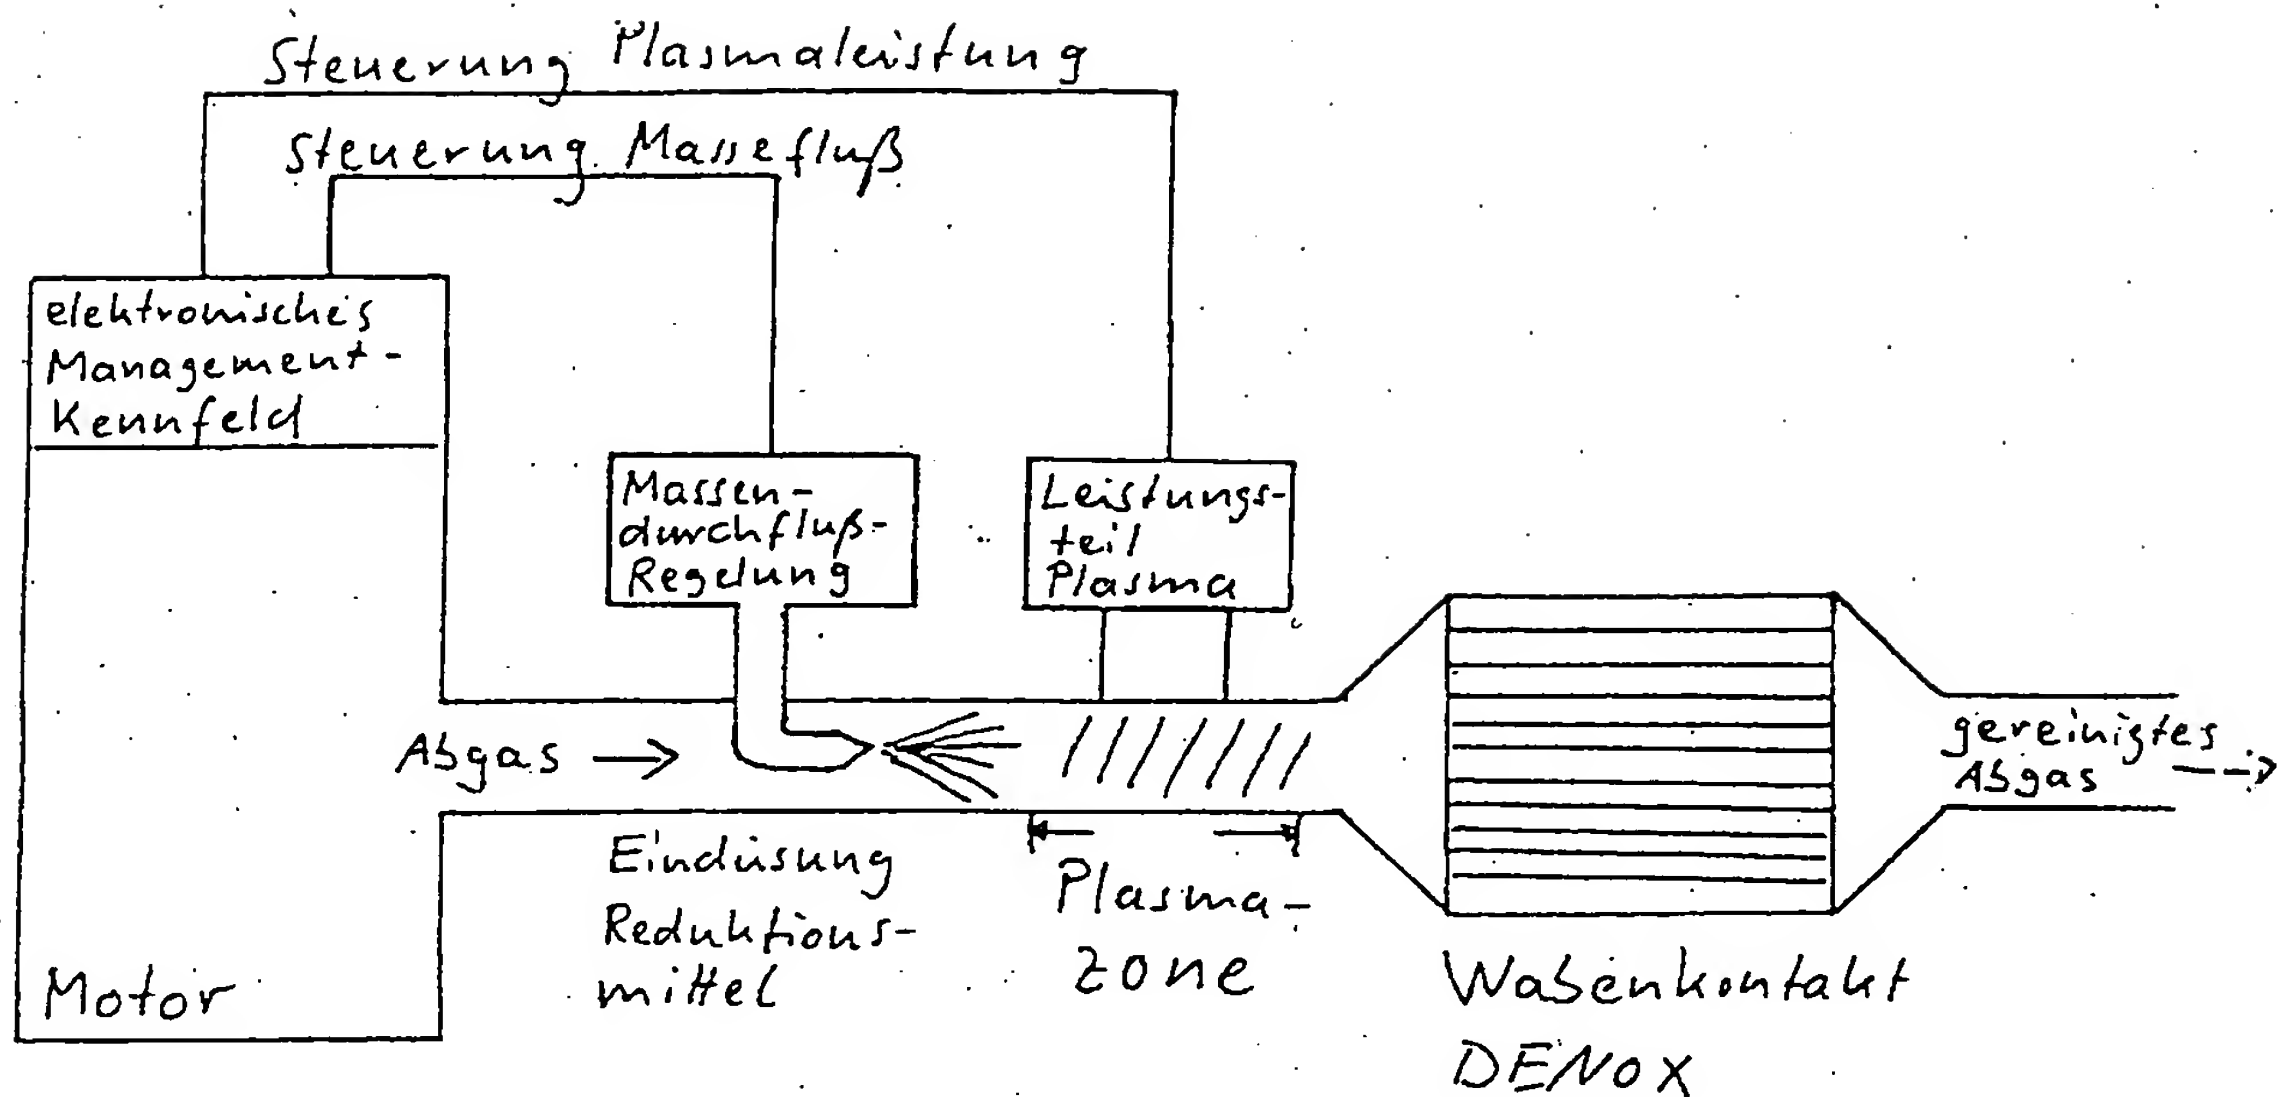 Steuerung Plasmaleistung
Steuerung Massefluß
elektronisches
Management-
Kennfeld
Massen-
durchfluß-
Regelung
Leistungs-
teil
Plasma
Abgas
gereinigtes
Abgas
Eindüsung
Reduktions-
mittel
Plasma-
zone
Motor
Wabenkontakt
DENOX